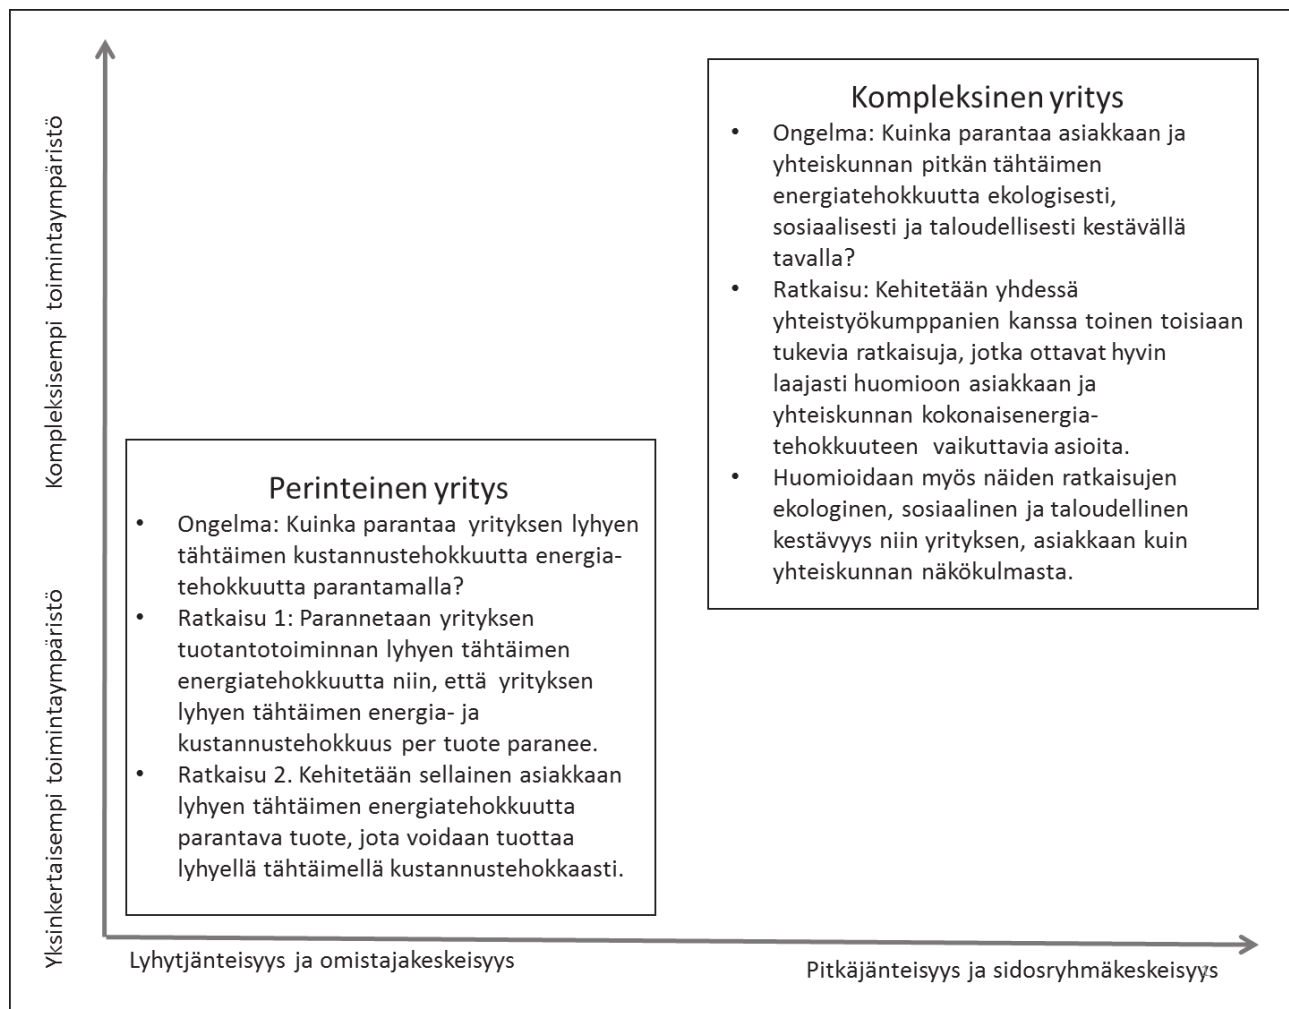 Kompleksisempi toimintaympäristö
Yksinkertaisempi toimintaympäristö
Kompleksinen yritys
• Ongelma: Kuinka parantaa asiakkaan ja
yhteiskunnan pitkän tähtäimen
energiatehokkuutta ekologisesti,
sosiaalisesti ja taloudellisesti kestävällä
tavalla?
• Ratkaisu: Kehitetään yhdessä
yhteistyökumppanien kanssa toinen toisiaan
tukevia ratkaisuja, jotka ottavat hyvin
laajasti huomioon asiakkaan ja
yhteiskunnan kokonaisenergia-
tehokkuuteen vaikuttavia asioita.
• Huomioidaan myös näiden ratkaisujen
ekologinen, sosiaalinen ja taloudellinen
kestävyys niin yrityksen, asiakkaan kuin
yhteiskunnan näkökulmasta.
Perinteinen yritys
• Ongelma: Kuinka parantaa yrityksen lyhyen
tähtäimen kustannustehokkuutta energia-
tehokkuutta parantamalla?
• Ratkaisu 1: Parannetaan yrityksen
tuotantotoiminnan lyhyen tähtäimen
energiatehokkuutta niin, että yrityksen
lyhyen tähtäimen energia- ja
kustannustehokkuus per tuote paranee.
• Ratkaisu 2. Kehitetään sellainen asiakkaan
lyhyen tähtäimen energiatehokkuutta
parantava tuote, jota voidaan tuottaa
lyhyellä tähtäimellä kustannustehokkaasti.
Lyhytjänteisyys ja omistajakeskeisyys
Pitkäjänteisyys ja sidosryhmäkeskeisyys